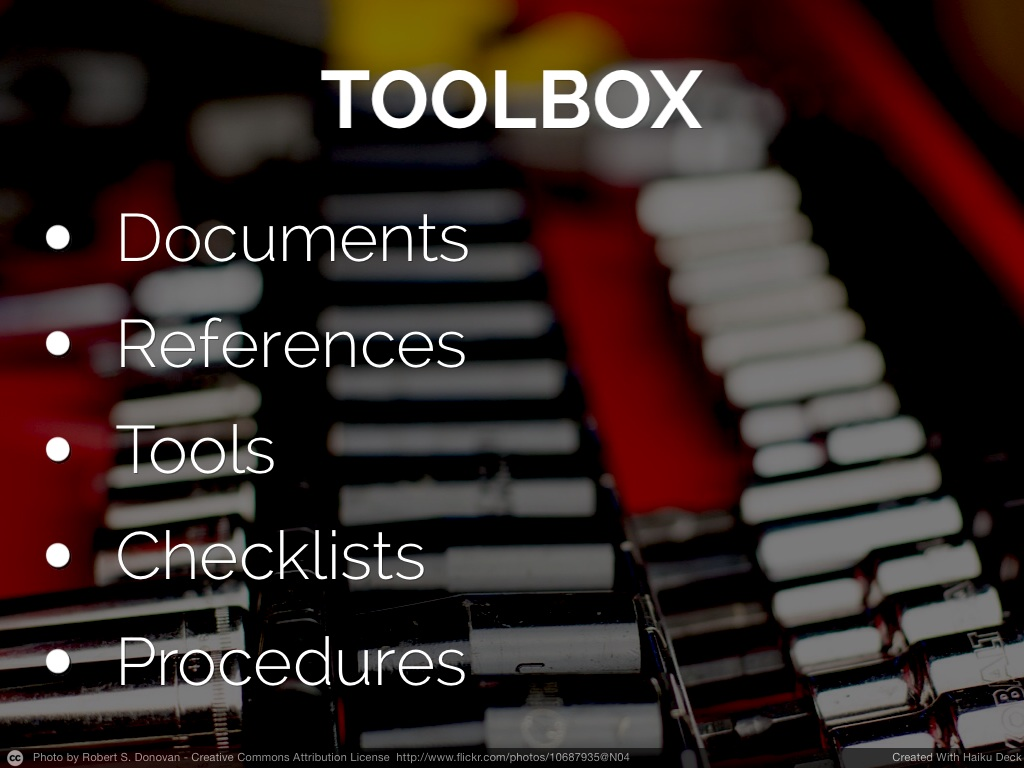 TOOLBOX
• Documents
• References
• Tools
• Checklists
• Procedures
cc Photo by Robert S. Donovan - Creative Commons Attribution License http://www.flickr.com/photos/10687935@N04
Created With Haiku Deck